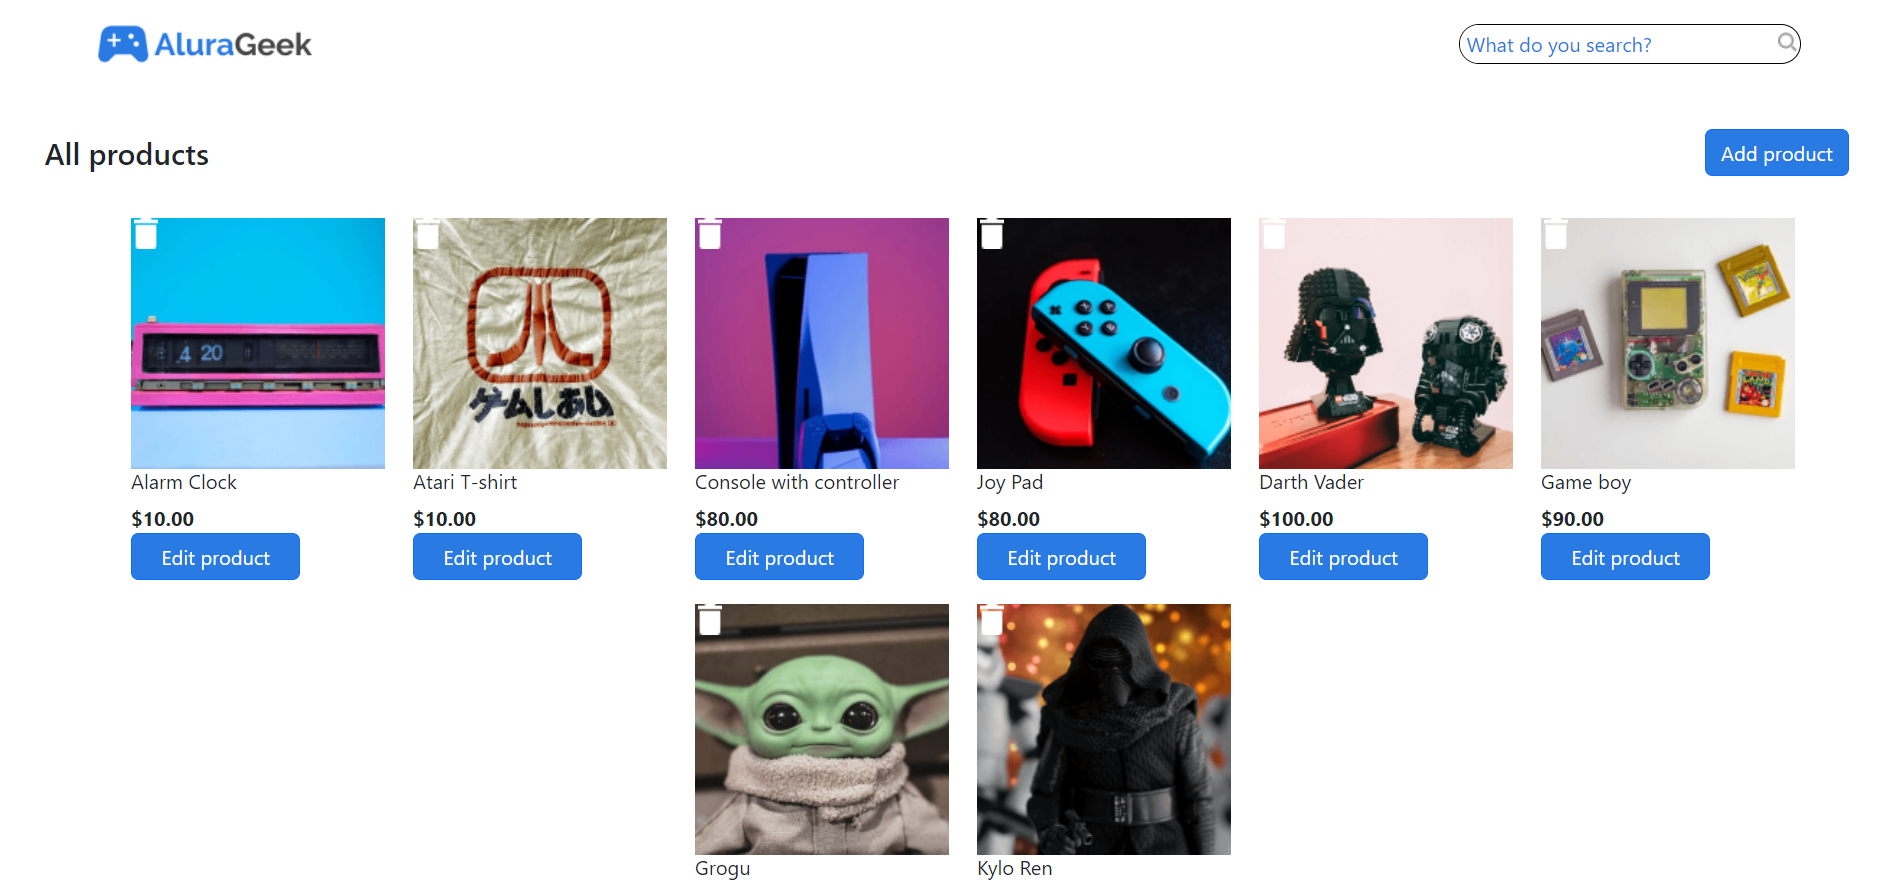 AluraGeek
What do you search?
All products
Add product
4 20
ゲームしあい
Alarm Clock
Atari T-shirt
Console with controller
Joy Pad
Darth Vader
Game boy
$10.00
$10.00
$80.00
$80.00
$100.00
$90.00
Edit product
Edit product
Edit product
Edit product
Edit product
Edit product
Grogu
Kylo Ren